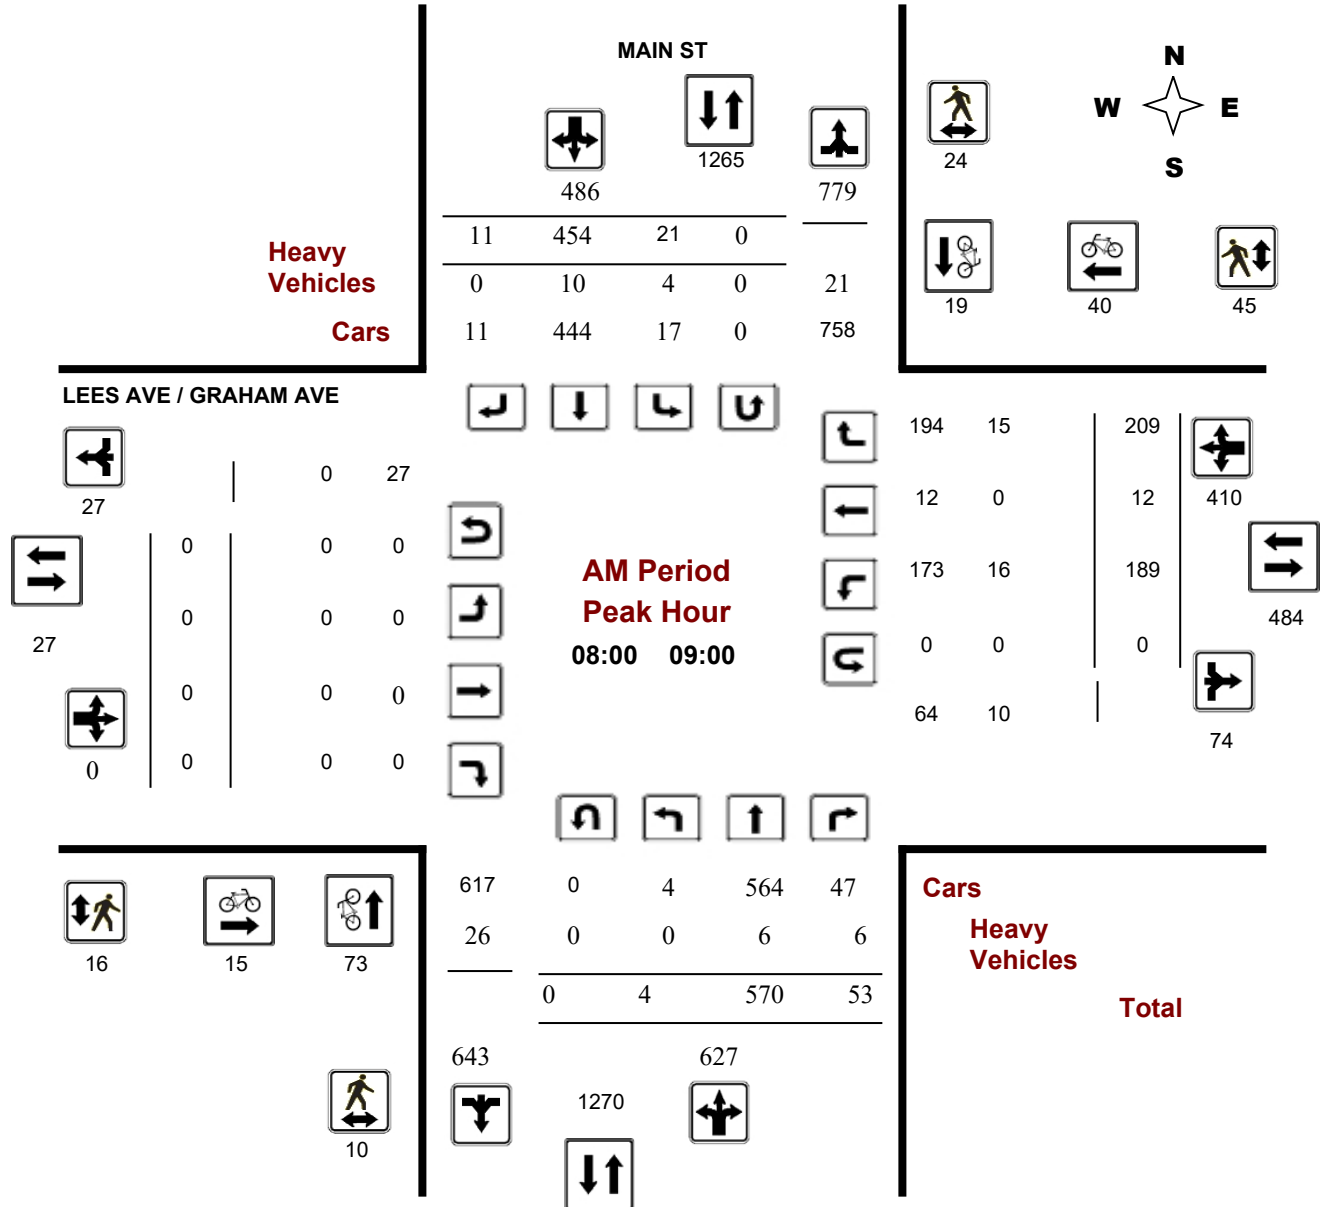 MAIN ST
N
W E
S
1265
24
486
779
11 454 21 0
Heavy
Vehicles
0 10 4 0 21
19 40 45
Cars
11 444 17 0 758
LEES AVE / GRAHAM AVE
194 15 209
0 27
27
410
12 0 12
0 0 0
AM Period
173 16 189
Peak Hour
0 0 0
484
27
08:00 09:00
0 0 0
0 0 0
64 10
74
0
0 0 0
617 0 4 564 47
Cars
26 0 0 6 6
Heavy
Vehicles
16 15 73
0 4 570 53
Total
643 627
1270
10